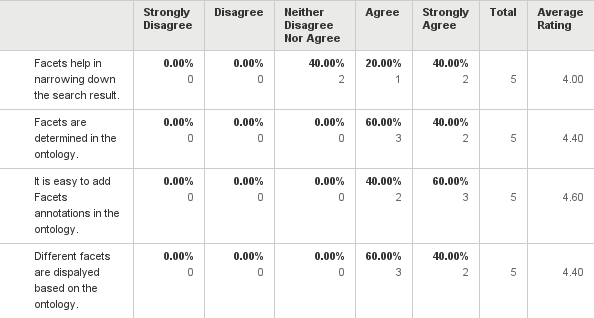 Strongly Disagree Disagree Neither Disagree Nor Agree Agree Strongly Agree Total Average Rating
Facets help in narrowing down the search result. 0.00% 0 0.00% 0 40.00% 2 20.00% 1 40.00% 2 5 4.00
Facets are determined in the ontology. 0.00% 0 0.00% 0 0.00% 0 60.00% 3 40.00% 2 5 4.40
It is easy to add Facets annotations in the ontology. 0.00% 0 0.00% 0 0.00% 0 40.00% 2 60.00% 3 5 4.60
Different facets are dispalyed based on the ontology. 0.00% 0 0.00% 0 0.00% 0 60.00% 3 40.00% 2 5 4.40